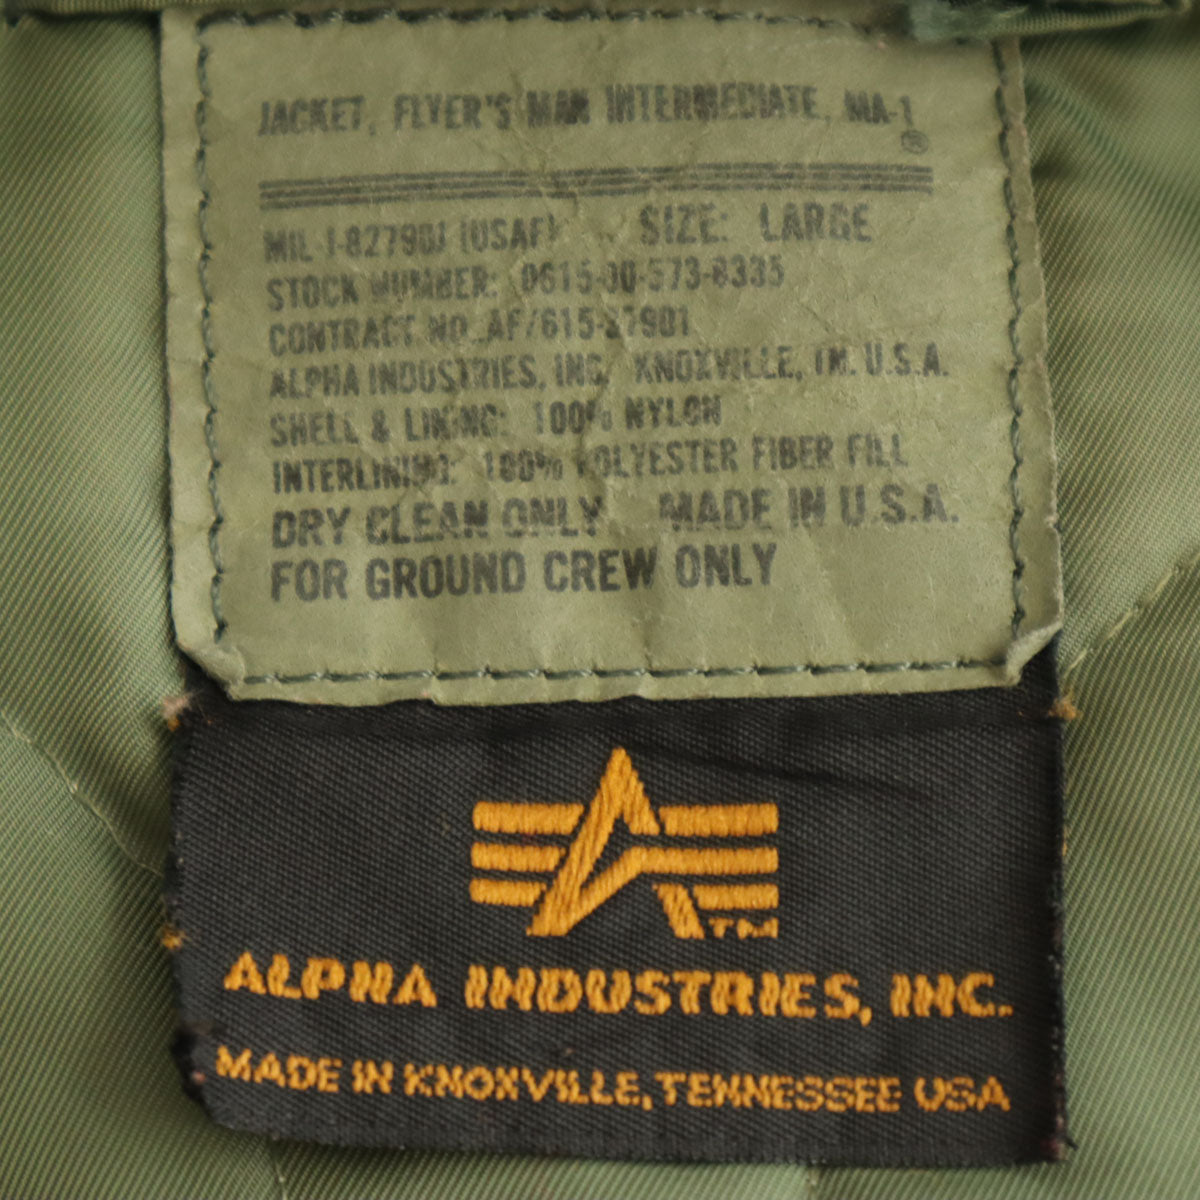 JACKET, FLYER'S MAN INTERMEDIATE, MA-1
®
MIL-J-8279DJ (USAF) SIZE: LARGE
STOCK NUMBER: 0615-00-573-8335
CONTRACT NO. AF/615-27901
ALPHA INDUSTRIES, INC. KNOXVILLE, TN. U.S.A.
SHELL & LINING: 100% NYLON
INTERLINING: 100% POLYESTER FIBER FILL
DRY CLEAN ONLY MADE IN U.S.A.
FOR GROUND CREW ONLY
TM
ALPHA INDUSTRIES, INC.
MADE IN KNOXVILLE, TENNESSEE USA